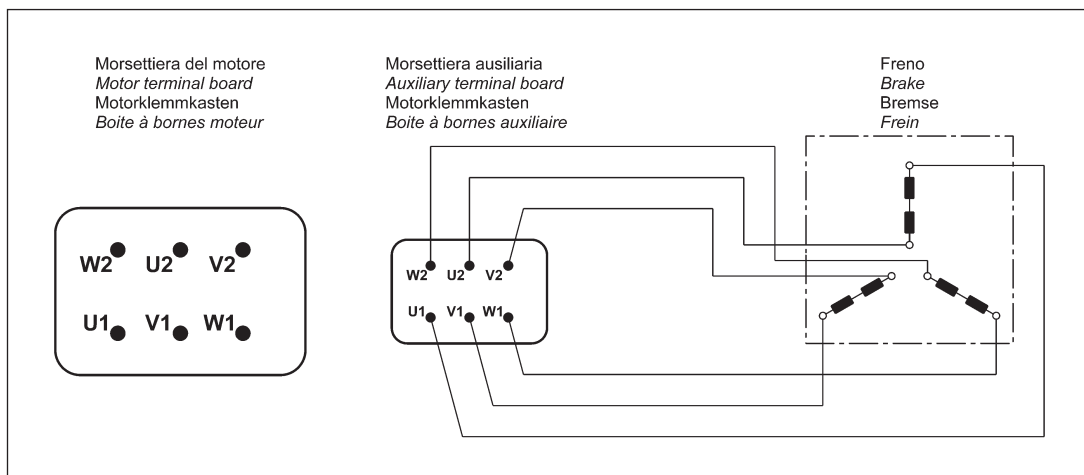 Morsettiera del motore
Motor terminal board
Motorklemmkasten
Boite à bornes moteur
Morsettiera ausiliaria
Auxiliary terminal board
Motorklemmkasten
Boite à bornes auxiliaire
Freno
Brake
Bremse
Frein
W2 U2 V2
U1 V1 W1
W2 U2 V2
U1 V1 W1